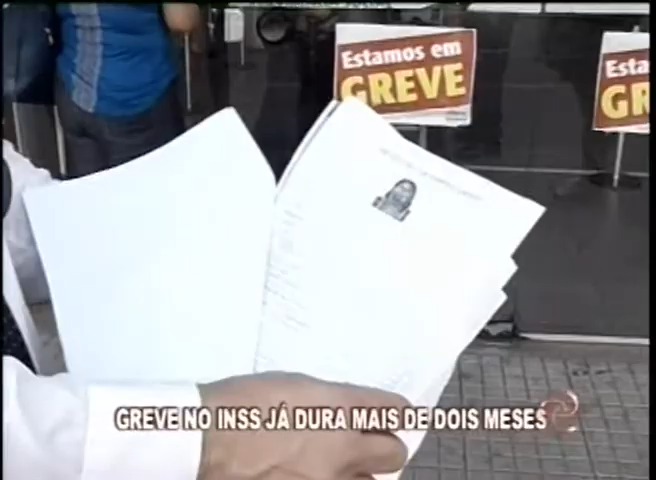 Estamos em
GREVE
Esta
GR
GREVE NO INSS JÁ DURA MAIS DE DOIS MESES